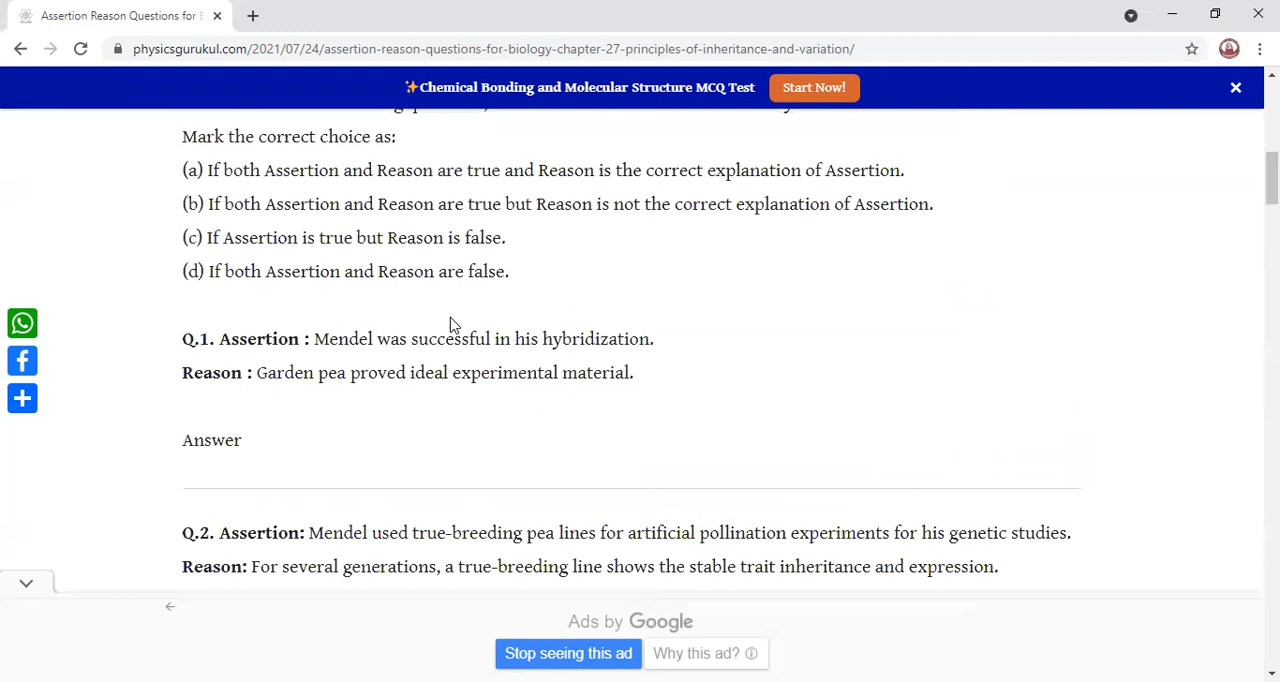 Assertion Reason Questions for
physicsgurukul.com/2021/07/24/assertion-reason-questions-for-biology-chapter-27-principles-of-inheritance-and-variation/
✨Chemical Bonding and Molecular Structure MCQ Test Start Now!
Mark the correct choice as:
(a) If both Assertion and Reason are true and Reason is the correct explanation of Assertion.
(b) If both Assertion and Reason are true but Reason is not the correct explanation of Assertion.
(c) If Assertion is true but Reason is false.
(d) If both Assertion and Reason are false.
Q.1. Assertion : Mendel was successful in his hybridization.
Reason : Garden pea proved ideal experimental material.
Answer
Q.2. Assertion: Mendel used true-breeding pea lines for artificial pollination experiments for his genetic studies.
Reason: For several generations, a true-breeding line shows the stable trait inheritance and expression.
Ads by Google
Stop seeing this ad Why this ad?